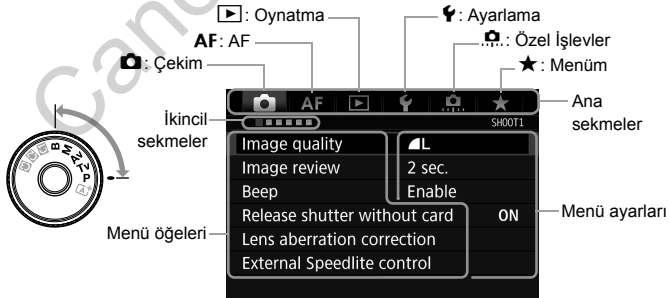 : Oynatma
: Ayarlama
AF: AF
: Özel İşlevler
: Çekim
: Menüm
AF
Ana sekmeler
İkincil sekmeler
SHOOT1
Image quality L
Image review 2 sec.
Beep Enable
Release shutter without card ON
Lens aberration correction
External Speedlite control
Menü öğeleri
Menü ayarları
B
M
Tv
P
A+